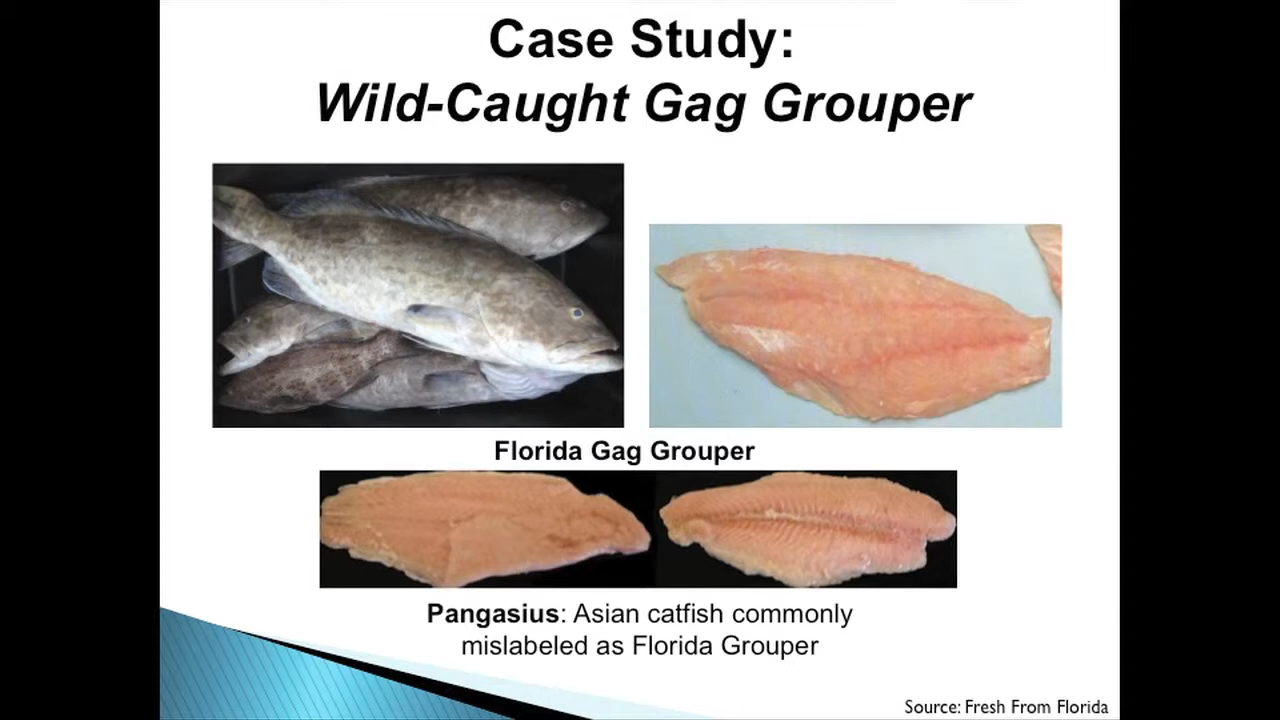 Case Study:
Wild-Caught Gag Grouper
Florida Gag Grouper
Pangasius: Asian catfish commonly
mislabeled as Florida Grouper
Source: Fresh From Florida